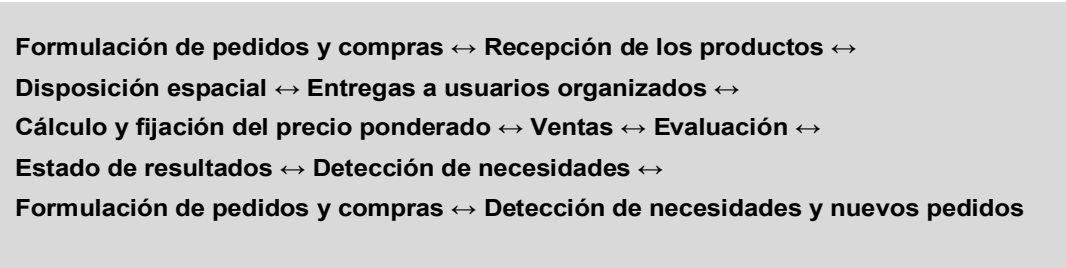 Formulación de pedidos y compras ↔ Recepción de los productos ↔
Disposición espacial ↔ Entregas a usuarios organizados ↔
Cálculo y fijación del precio ponderado ↔ Ventas ↔ Evaluación ↔
Estado de resultados ↔ Detección de necesidades ↔
Formulación de pedidos y compras ↔ Detección de necesidades y nuevos pedidos